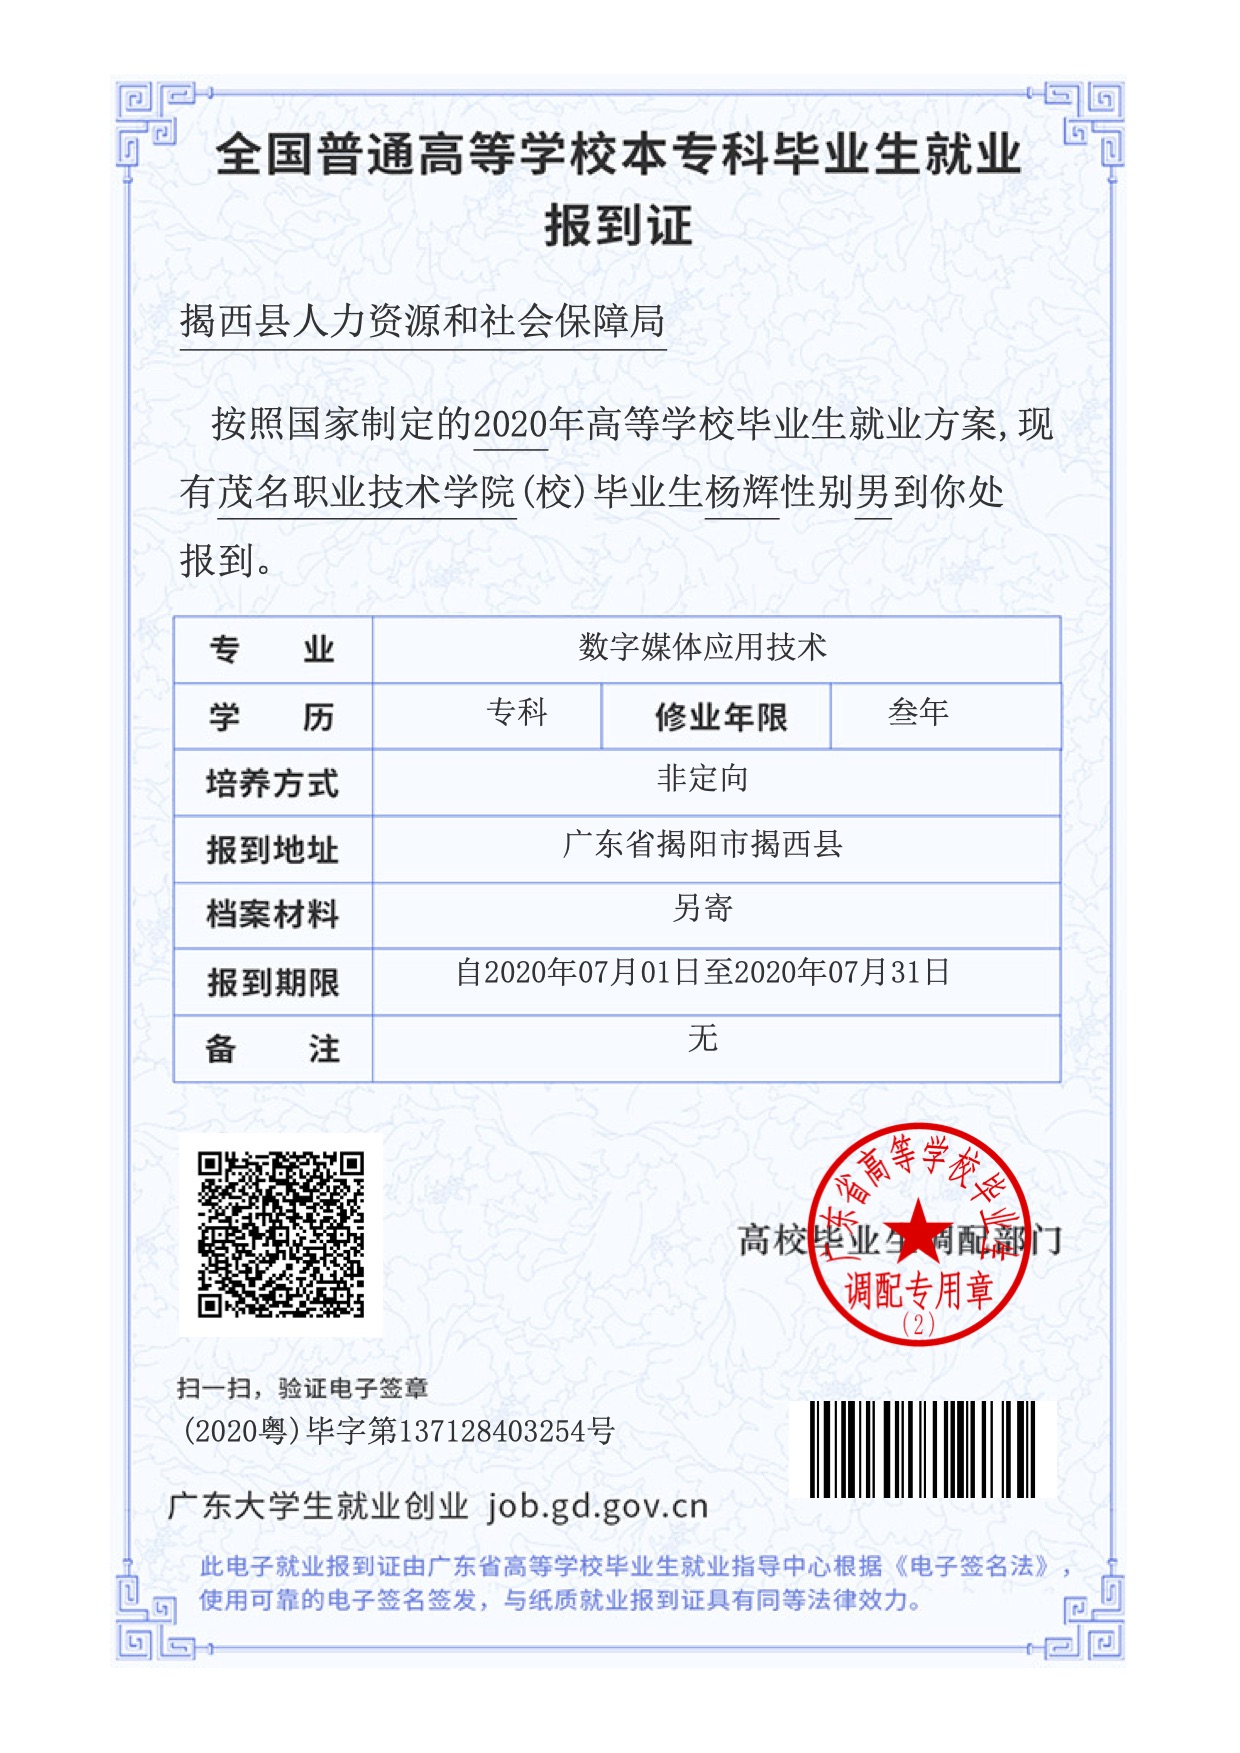 全国普通高等学校本专科毕业生就业
报到证
揭西县人力资源和社会保障局
按照国家制定的2020年高等学校毕业生就业方案,现
有茂名职业技术学院(校)毕业生杨辉性别男到你处
报到。
专 业 数字媒体应用技术
学 历 专科 修业年限 叁年
培养方式 非定向
报到地址 广东省揭阳市揭西县
档案材料 另寄
报到期限 自2020年07月01日至2020年07月31日
备 注 无
广东省高等学校毕业生
高校毕业生调配部门
调配专用章
(2)
扫一扫，验证电子签章
(2020粤)毕字第137128403254号
广东大学生就业创业 job.gd.gov.cn
此电子就业报到证由广东省高等学校毕业生就业指导中心根据《电子签名法》，
使用可靠的电子签名签发，与纸质就业报到证具有同等法律效力。